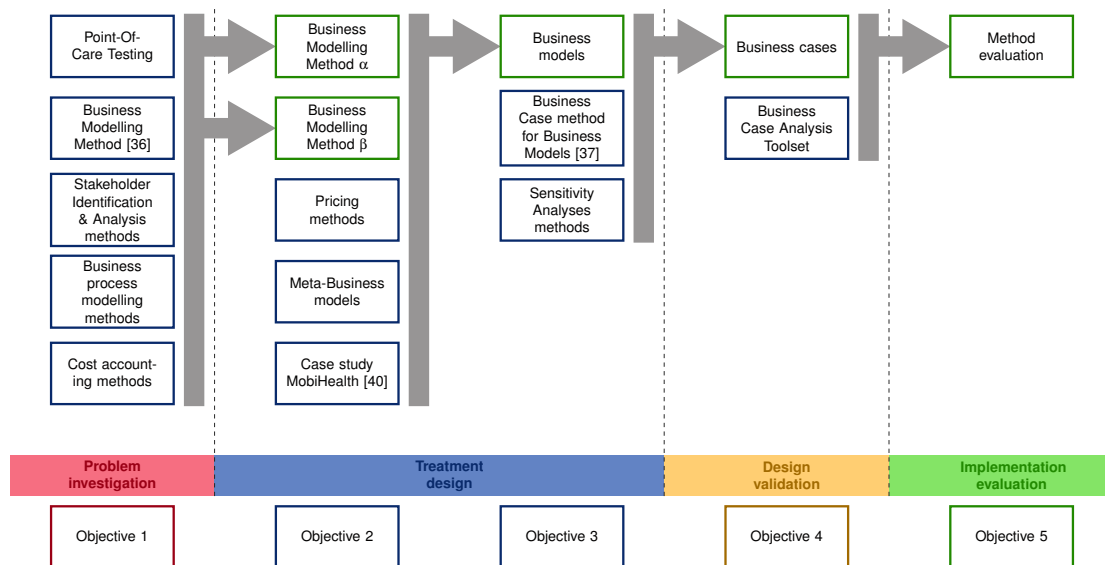 Point-Of-
Care Testing
Business
Modelling
Method [36]
Stakeholder
Identification
& Analysis
methods
Business
process
modelling
methods
Cost account-
ing methods
Business
Modelling
Method α
Business
Modelling
Method β
Pricing
methods
Meta-Business
models
Case study
MobiHealth [40]
Business
models
Business
Case method
for Business
Models [37]
Sensitivity
Analyses
methods
Business cases
Business
Case Analysis
Toolset
Method
evaluation
Problem
investigation
Treatment
design
Design
validation
Implementation
evaluation
Objective 1
Objective 2
Objective 3
Objective 4
Objective 5